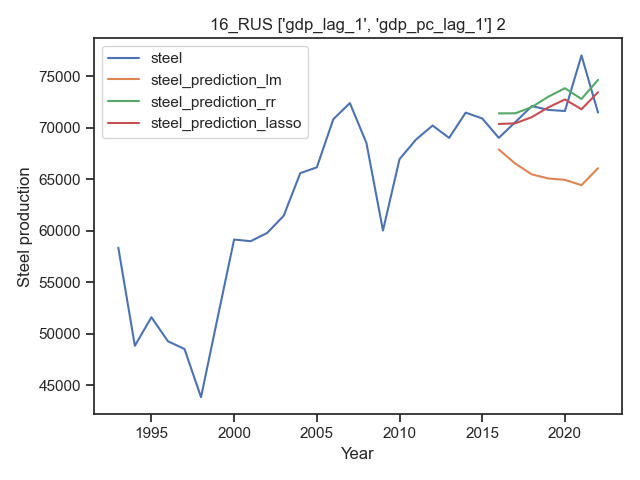 16_RUS ['gdp_lag_1', 'gdp_pc_lag_1'] 2
steel
steel_prediction_lm
steel_prediction_rr
steel_prediction_lasso
75000
70000
65000
60000
55000
50000
45000
Steel production
1995 2000 2005 2010 2015 2020
Year